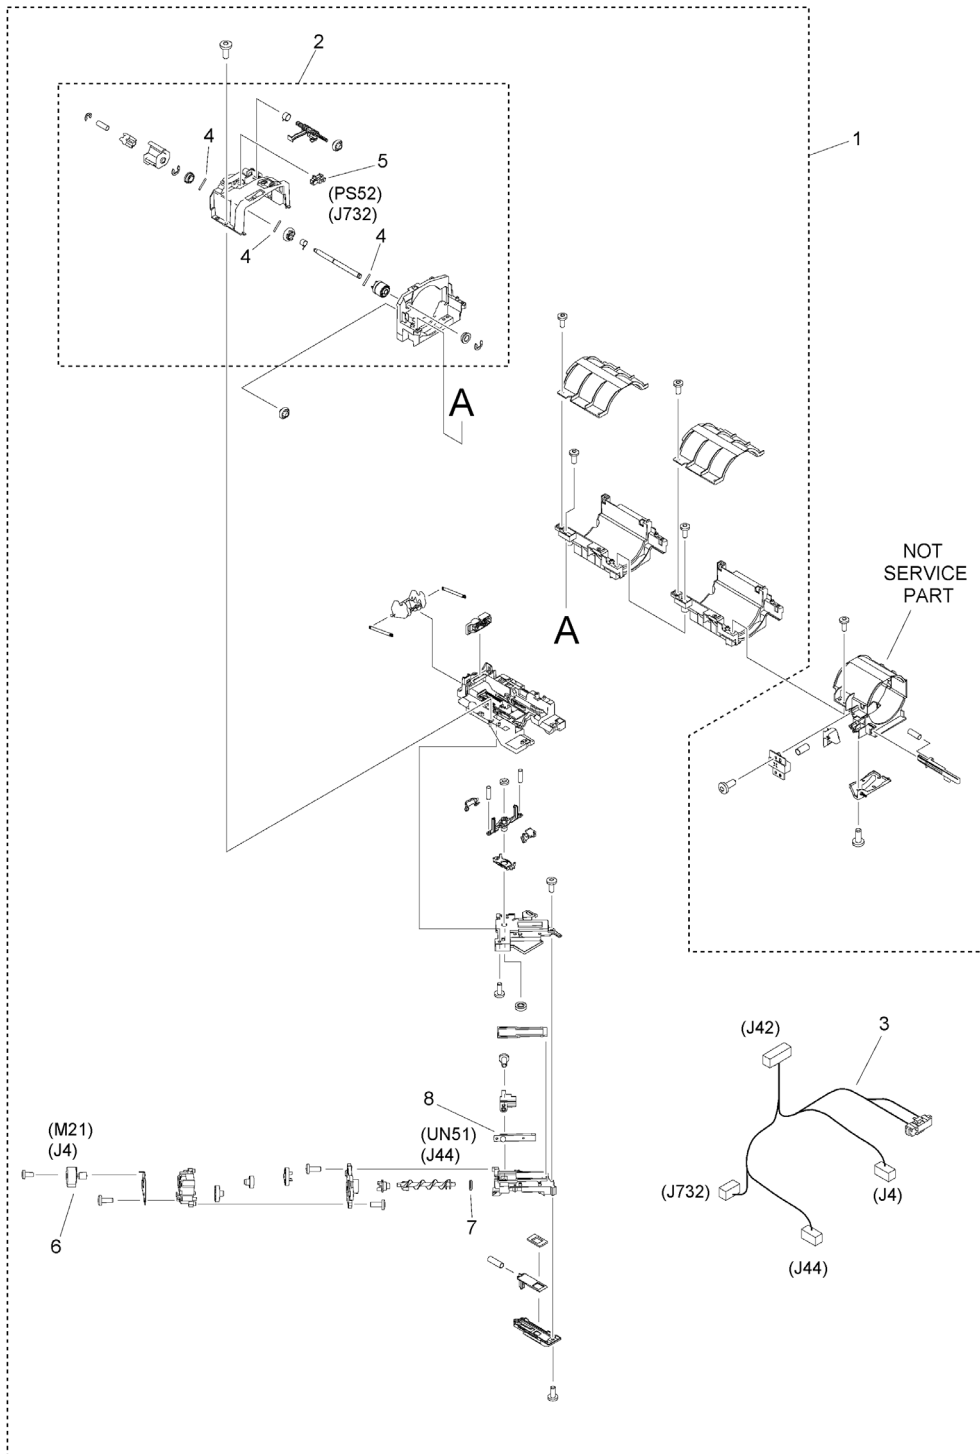 2
1
4
5
(PS52)
(J732)
4
4
A
NOT
SERVICE
PART
A
(J42)
3
8
(M21)
(J4)
(UN51)
(J44)
(J732)
(J4)
7
6
(J44)